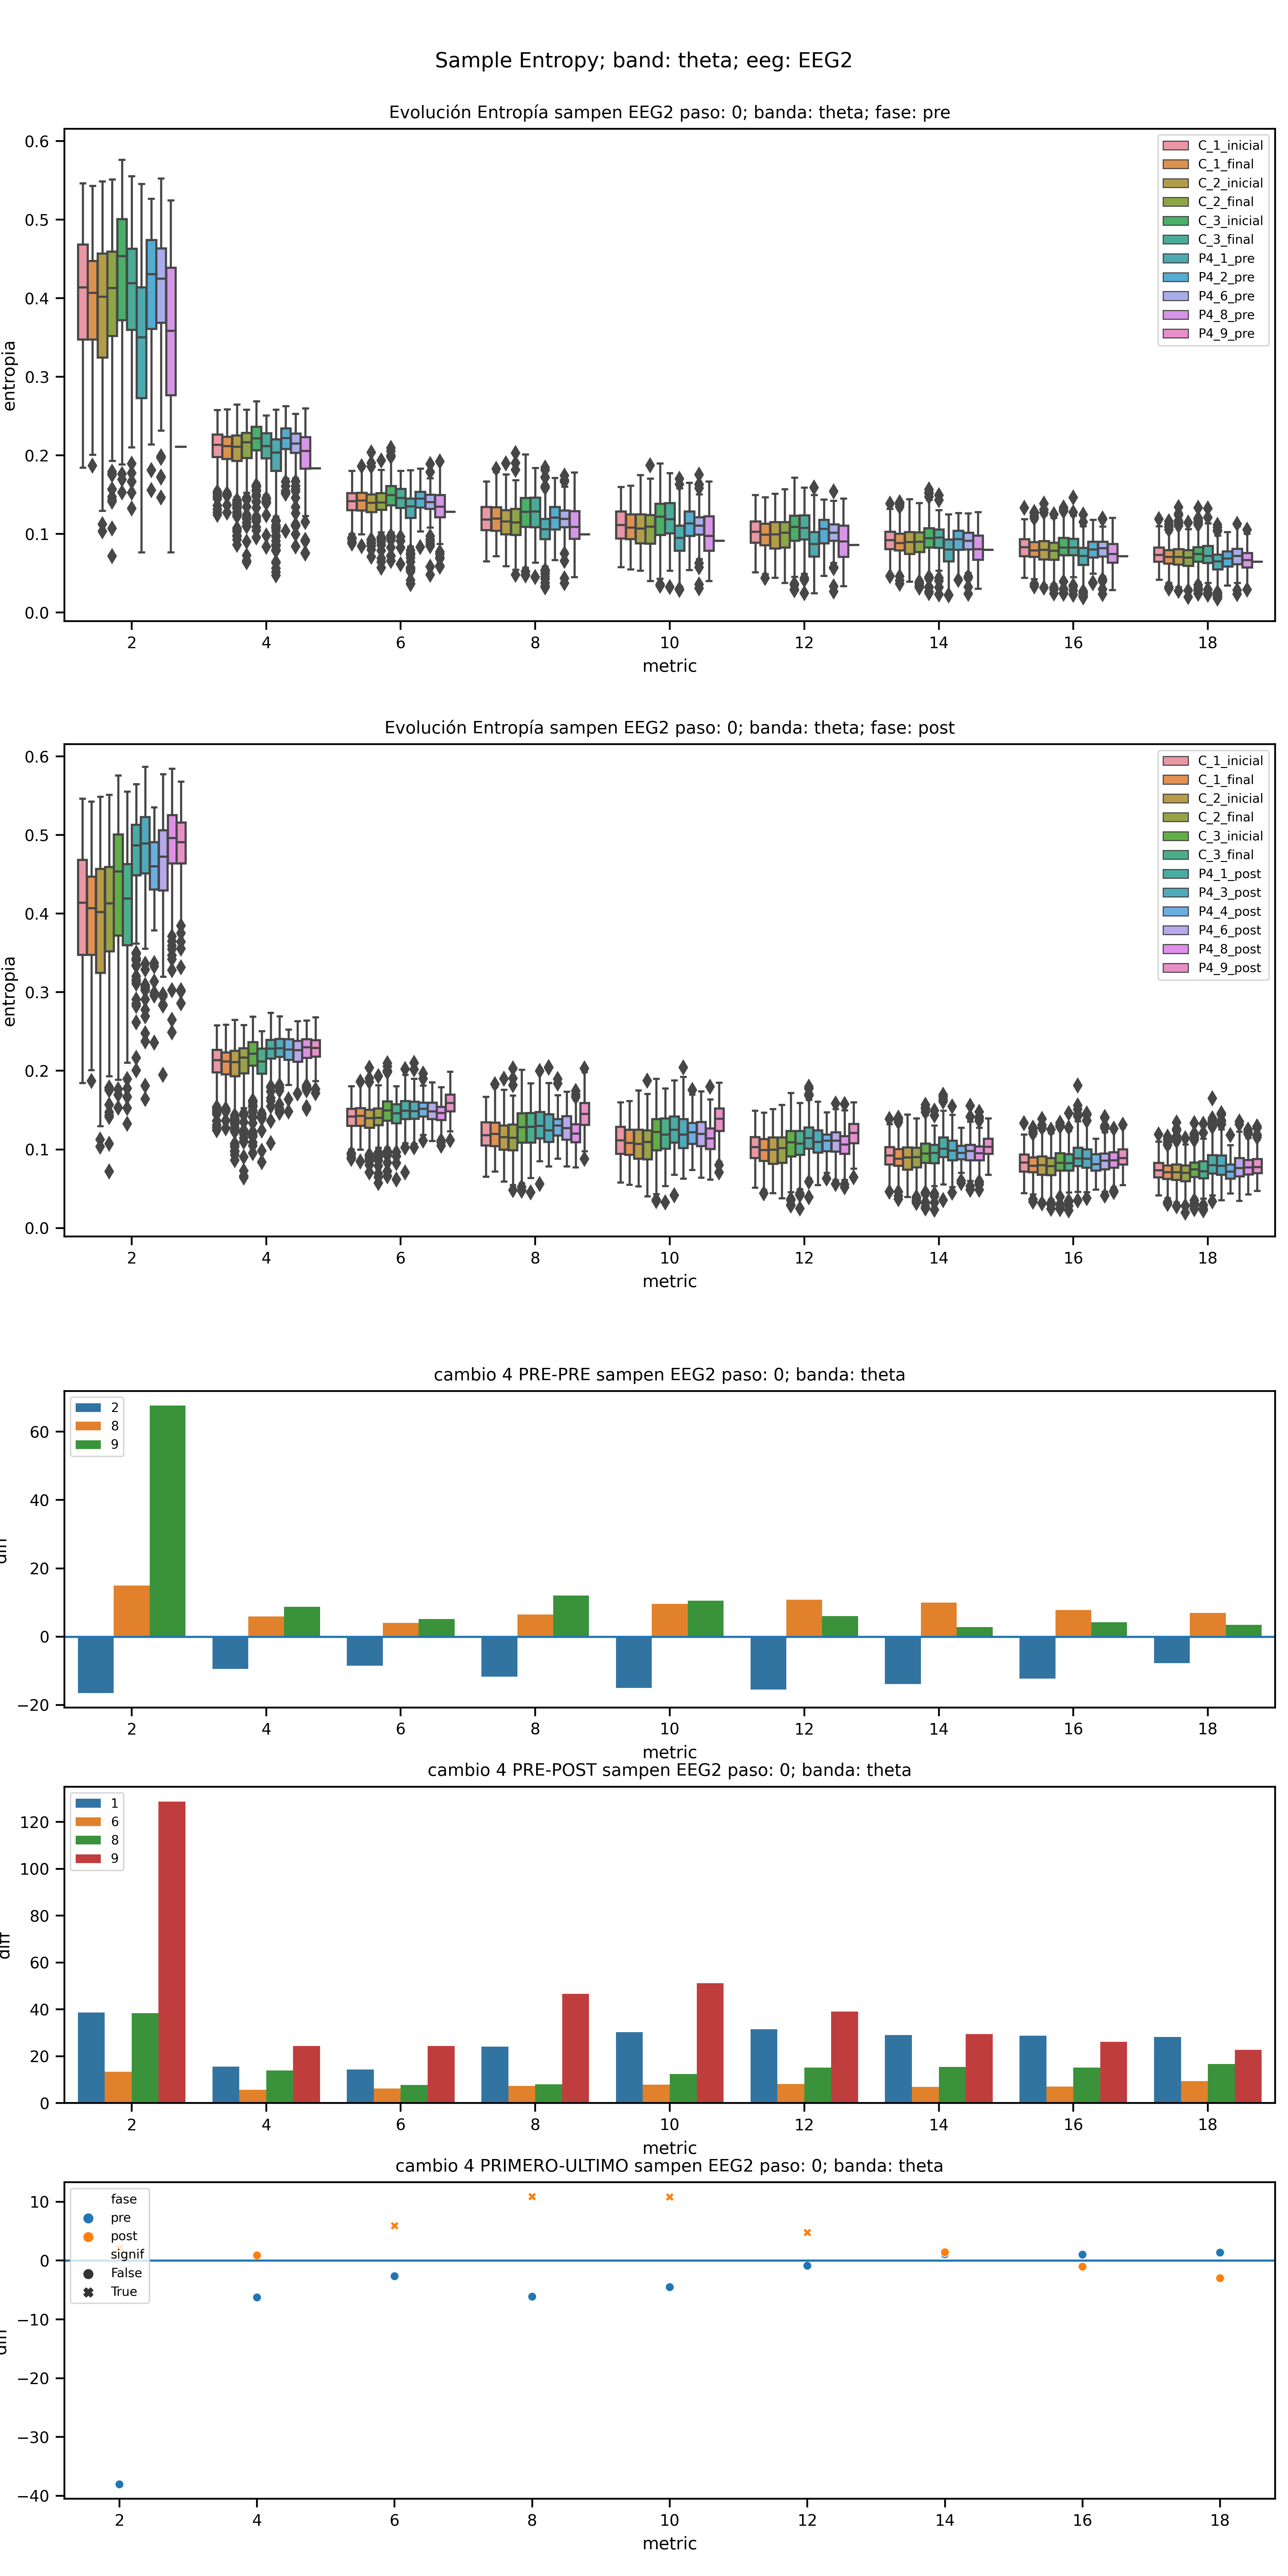 Sample Entropy; band: theta; eeg: EEG2
Evolución Entropía sampen EEG2 paso: 0; banda: theta; fase: pre
entropia
0.6
0.5
0.4
0.3
0.2
0.1
0.0
C_1_inicial
C_1_final
C_2_inicial
C_2_final
C_3_inicial
C_3_final
P4_1_pre
P4_2_pre
P4_6_pre
P4_8_pre
P4_9_pre
2 4 6 8 10 12 14 16 18
metric
Evolución Entropía sampen EEG2 paso: 0; banda: theta; fase: post
entropia
0.6
0.5
0.4
0.3
0.2
0.1
0.0
C_1_inicial
C_1_final
C_2_inicial
C_2_final
C_3_inicial
C_3_final
P4_1_post
P4_3_post
P4_4_post
P4_6_post
P4_8_post
P4_9_post
2 4 6 8 10 12 14 16 18
metric
cambio 4 PRE-PRE sampen EEG2 paso: 0; banda: theta
60
40
20
0
−20
2
8
9
2 4 6 8 10 12 14 16 18
metric
cambio 4 PRE-POST sampen EEG2 paso: 0; banda: theta
diff
120
100
80
60
40
20
0
1
6
8
9
2 4 6 8 10 12 14 16 18
metric
cambio 4 PRIMERO-ULTIMO sampen EEG2 paso: 0; banda: theta
10
0
−10
−20
−30
−40
fase
pre
post
signif
False
True
2 4 6 8 10 12 14 16 18
metric